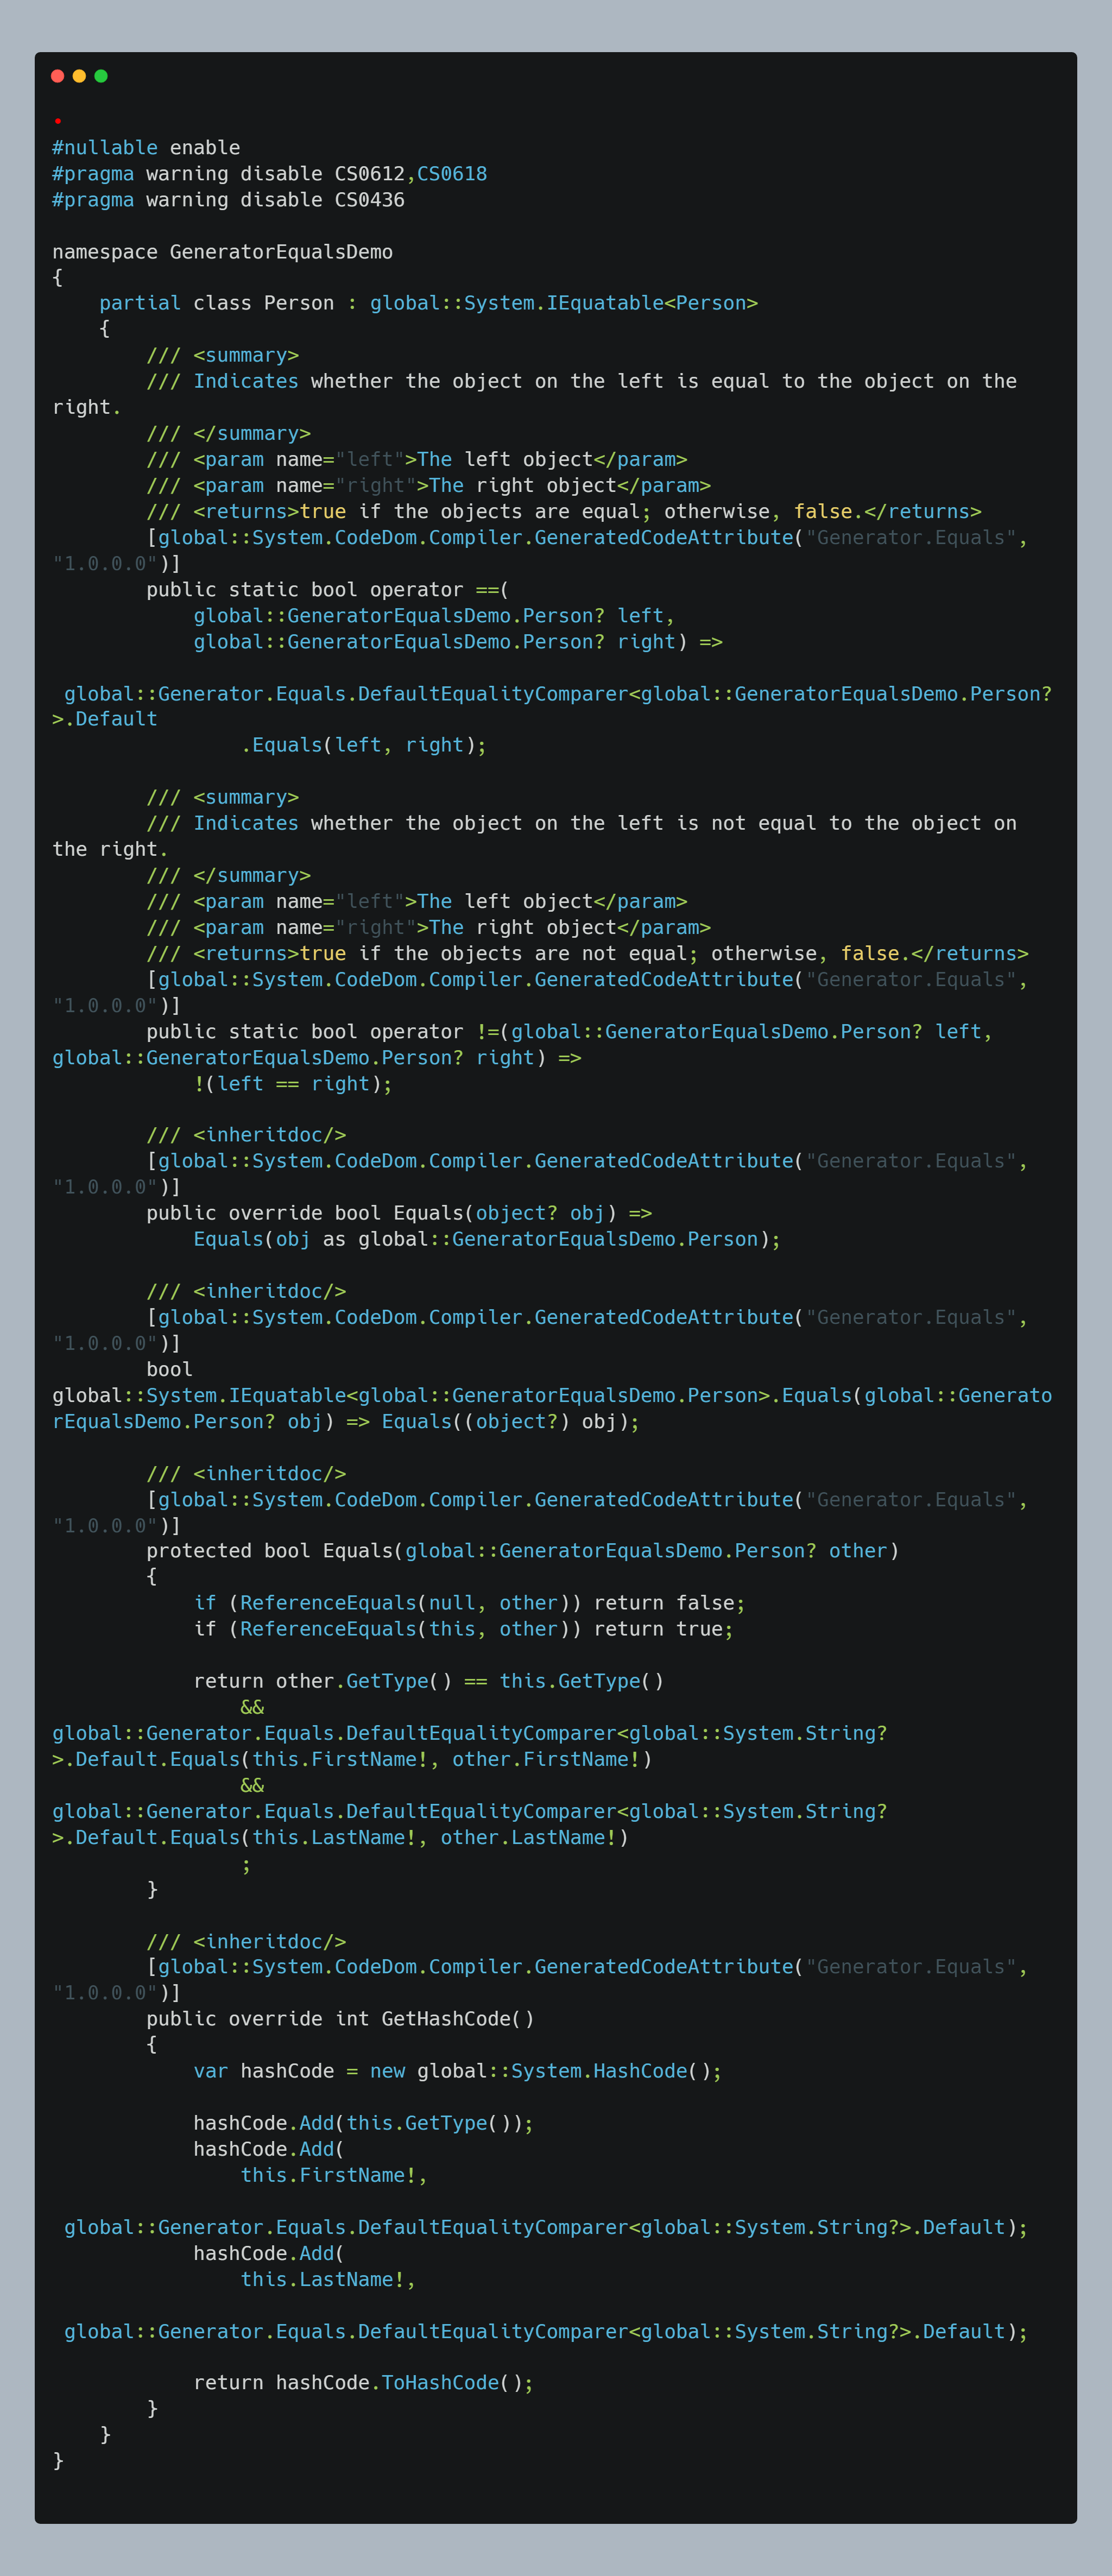 #nullable enable
#pragma warning disable CS0612,CS0618
#pragma warning disable CS0436

namespace GeneratorEqualsDemo
{
    partial class Person : global::System.IEquatable<Person>
    {
        /// <summary>
        /// Indicates whether the object on the left is equal to the object on the
right.
        /// </summary>
        /// <param name="left">The left object</param>
        /// <param name="right">The right object</param>
        /// <returns>true if the objects are equal; otherwise, false.</returns>
        [global::System.CodeDom.Compiler.GeneratedCodeAttribute("Generator.Equals",
"1.0.0.0")]
        public static bool operator ==(
            global::GeneratorEqualsDemo.Person? left,
            global::GeneratorEqualsDemo.Person? right) =>

 global::Generator.Equals.DefaultEqualityComparer<global::GeneratorEqualsDemo.Person?
>.Default
                .Equals(left, right);

        /// <summary>
        /// Indicates whether the object on the left is not equal to the object on
the right.
        /// </summary>
        /// <param name="left">The left object</param>
        /// <param name="right">The right object</param>
        /// <returns>true if the objects are not equal; otherwise, false.</returns>
        [global::System.CodeDom.Compiler.GeneratedCodeAttribute("Generator.Equals",
"1.0.0.0")]
        public static bool operator !=(global::GeneratorEqualsDemo.Person? left,
global::GeneratorEqualsDemo.Person? right) =>
            !(left == right);

        /// <inheritdoc/>
        [global::System.CodeDom.Compiler.GeneratedCodeAttribute("Generator.Equals",
"1.0.0.0")]
        public override bool Equals(object? obj) =>
            Equals(obj as global::GeneratorEqualsDemo.Person);

        /// <inheritdoc/>
        [global::System.CodeDom.Compiler.GeneratedCodeAttribute("Generator.Equals",
"1.0.0.0")]
        bool
global::System.IEquatable<global::GeneratorEqualsDemo.Person>.Equals(global::Generato
rEqualsDemo.Person? obj) => Equals((object?) obj);

        /// <inheritdoc/>
        [global::System.CodeDom.Compiler.GeneratedCodeAttribute("Generator.Equals",
"1.0.0.0")]
        protected bool Equals(global::GeneratorEqualsDemo.Person? other)
        {
            if (ReferenceEquals(null, other)) return false;
            if (ReferenceEquals(this, other)) return true;

            return other.GetType() == this.GetType()
                &&
global::Generator.Equals.DefaultEqualityComparer<global::System.String?
>.Default.Equals(this.FirstName!, other.FirstName!)
                &&
global::Generator.Equals.DefaultEqualityComparer<global::System.String?
>.Default.Equals(this.LastName!, other.LastName!)
                ;
        }

        /// <inheritdoc/>
        [global::System.CodeDom.Compiler.GeneratedCodeAttribute("Generator.Equals",
"1.0.0.0")]
        public override int GetHashCode()
        {
            var hashCode = new global::System.HashCode();

            hashCode.Add(this.GetType());
            hashCode.Add(
                this.FirstName!,

 global::Generator.Equals.DefaultEqualityComparer<global::System.String?>.Default);
            hashCode.Add(
                this.LastName!,

 global::Generator.Equals.DefaultEqualityComparer<global::System.String?>.Default);

            return hashCode.ToHashCode();
        }
    }
}